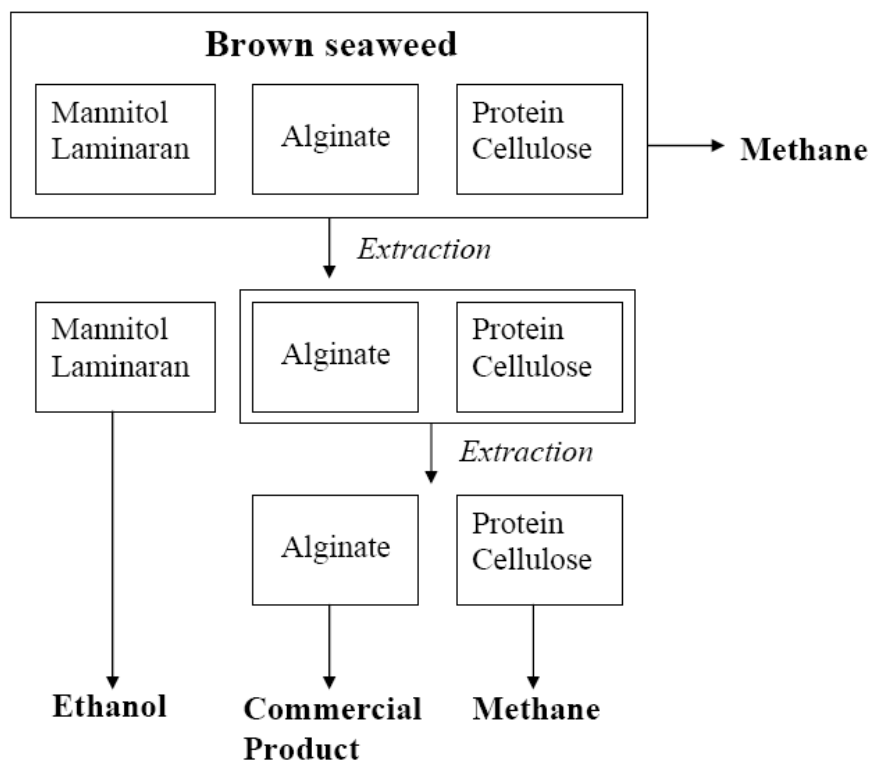 Brown seaweed
Mannitol
Laminaran
Alginate
Protein
Cellulose
Methane
Extraction
Mannitol
Laminaran
Alginate
Protein
Cellulose
Extraction
Alginate
Protein
Cellulose
Ethanol
Commercial
Product
Methane